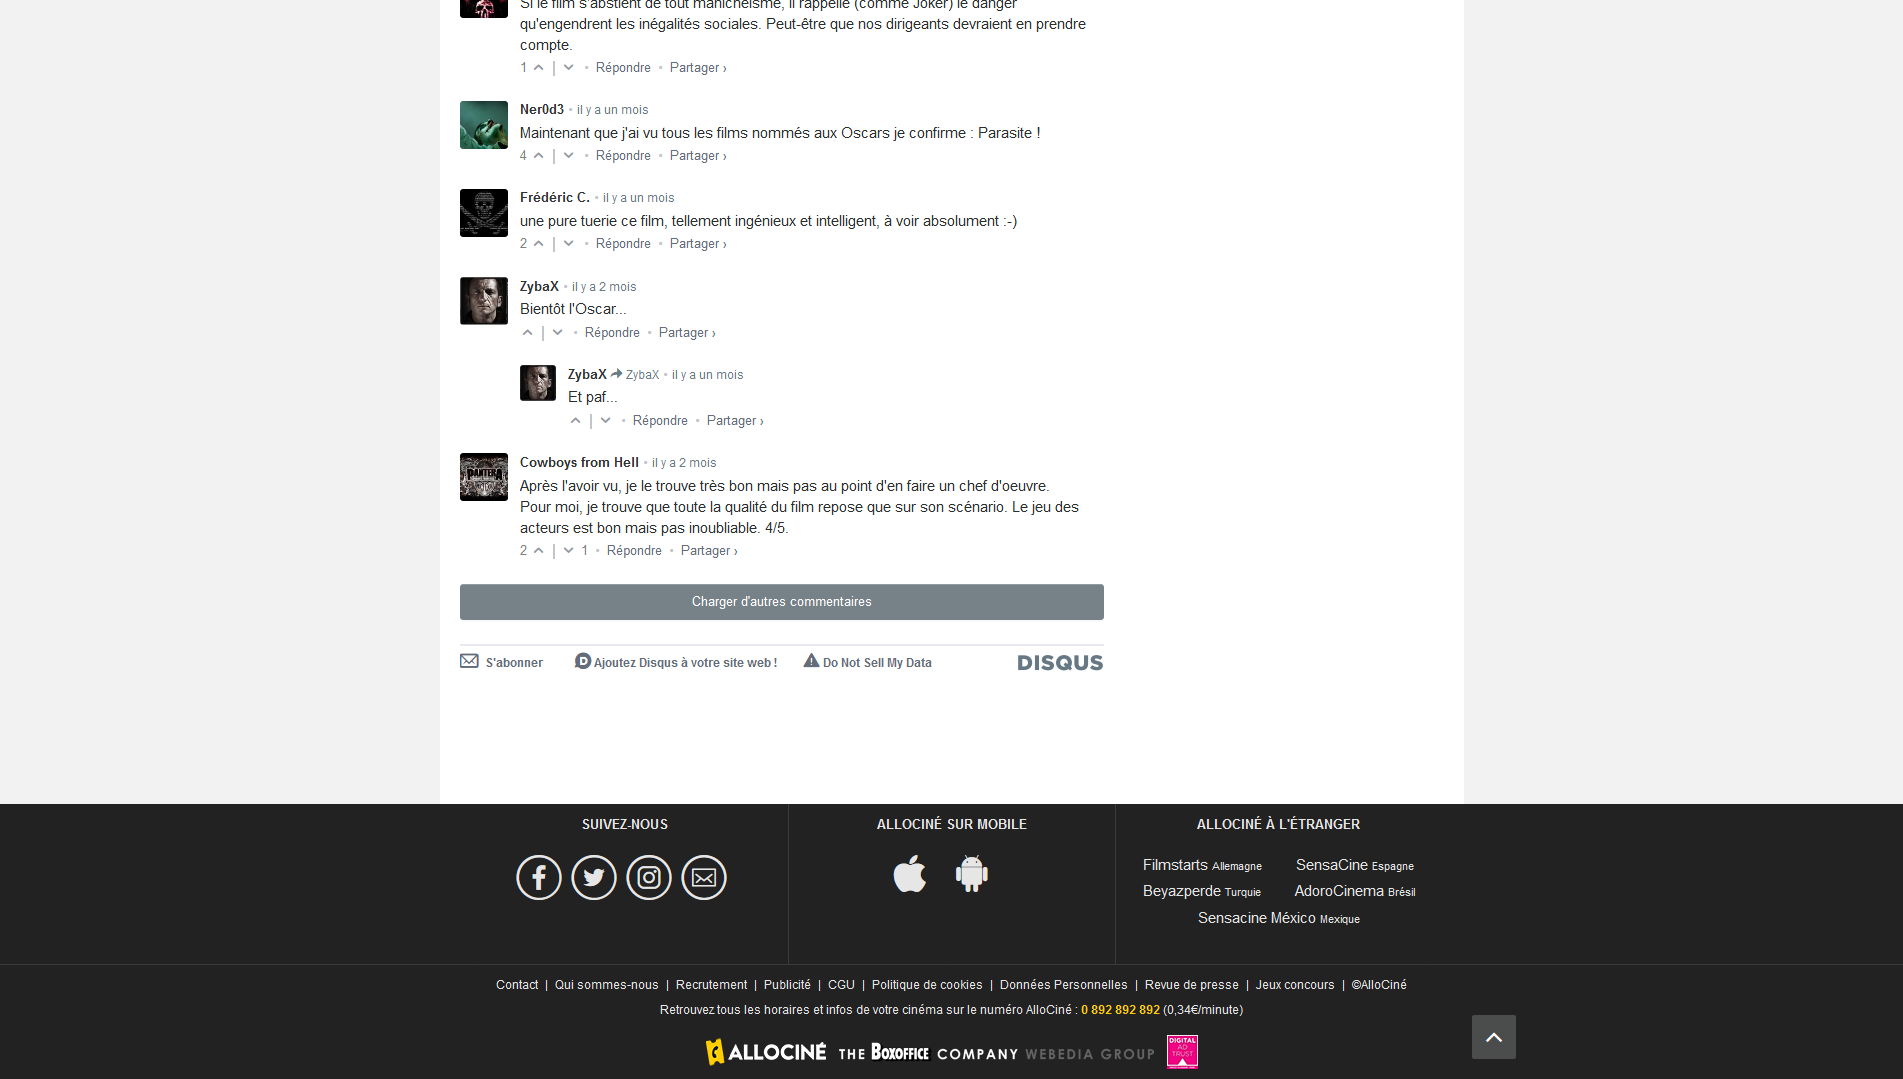 Si le film s'abstient de tout manichéisme, il rappelle (comme Joker) le danger
qu'engendrent les inégalités sociales. Peut-être que nos dirigeants devraient en prendre
compte.
1 | • Répondre • Partager ›
Ner0d3 • il y a un mois
Maintenant que j'ai vu tous les films nommés aux Oscars je confirme : Parasite !
4 | • Répondre • Partager ›
Frédéric C. • il y a un mois
une pure tuerie ce film, tellement ingénieux et intelligent, à voir absolument :-)
2 | • Répondre • Partager ›
ZybaX • il y a 2 mois
Bientôt l'Oscar...
| • Répondre • Partager ›
ZybaX ZybaX • il y a un mois
Et paf...
| • Répondre • Partager ›
Cowboys from Hell • il y a 2 mois
PANTERA
Après l'avoir vu, je le trouve très bon mais pas au point d'en faire un chef d'oeuvre.
Pour moi, je trouve que toute la qualité du film repose que sur son scénario. Le jeu des
acteurs est bon mais pas inoubliable. 4/5.
2 | 1 • Répondre • Partager ›
Charger d'autres commentaires
S'abonner D Ajoutez Disqus à votre site web ! Do Not Sell My Data DISQUS
SUIVEZ-NOUS
ALLOCINÉ SUR MOBILE
ALLOCINÉ À L'ÉTRANGER
Filmstarts Allemagne SensaCine Espagne
Beyazperde Turquie AdoroCinema Brésil
Sensacine México Mexique
Contact | Qui sommes-nous | Recrutement | Publicité | CGU | Politique de cookies | Données Personnelles | Revue de presse | Jeux concours | ©AlloCiné
Retrouvez tous les horaires et infos de votre cinéma sur le numéro AlloCiné : 0 892 892 892 (0,34€/minute)
ALLOCINÉ THE BOXOFFICE COMPANY WEBEDIA GROUP DIGITAL AD TRUST